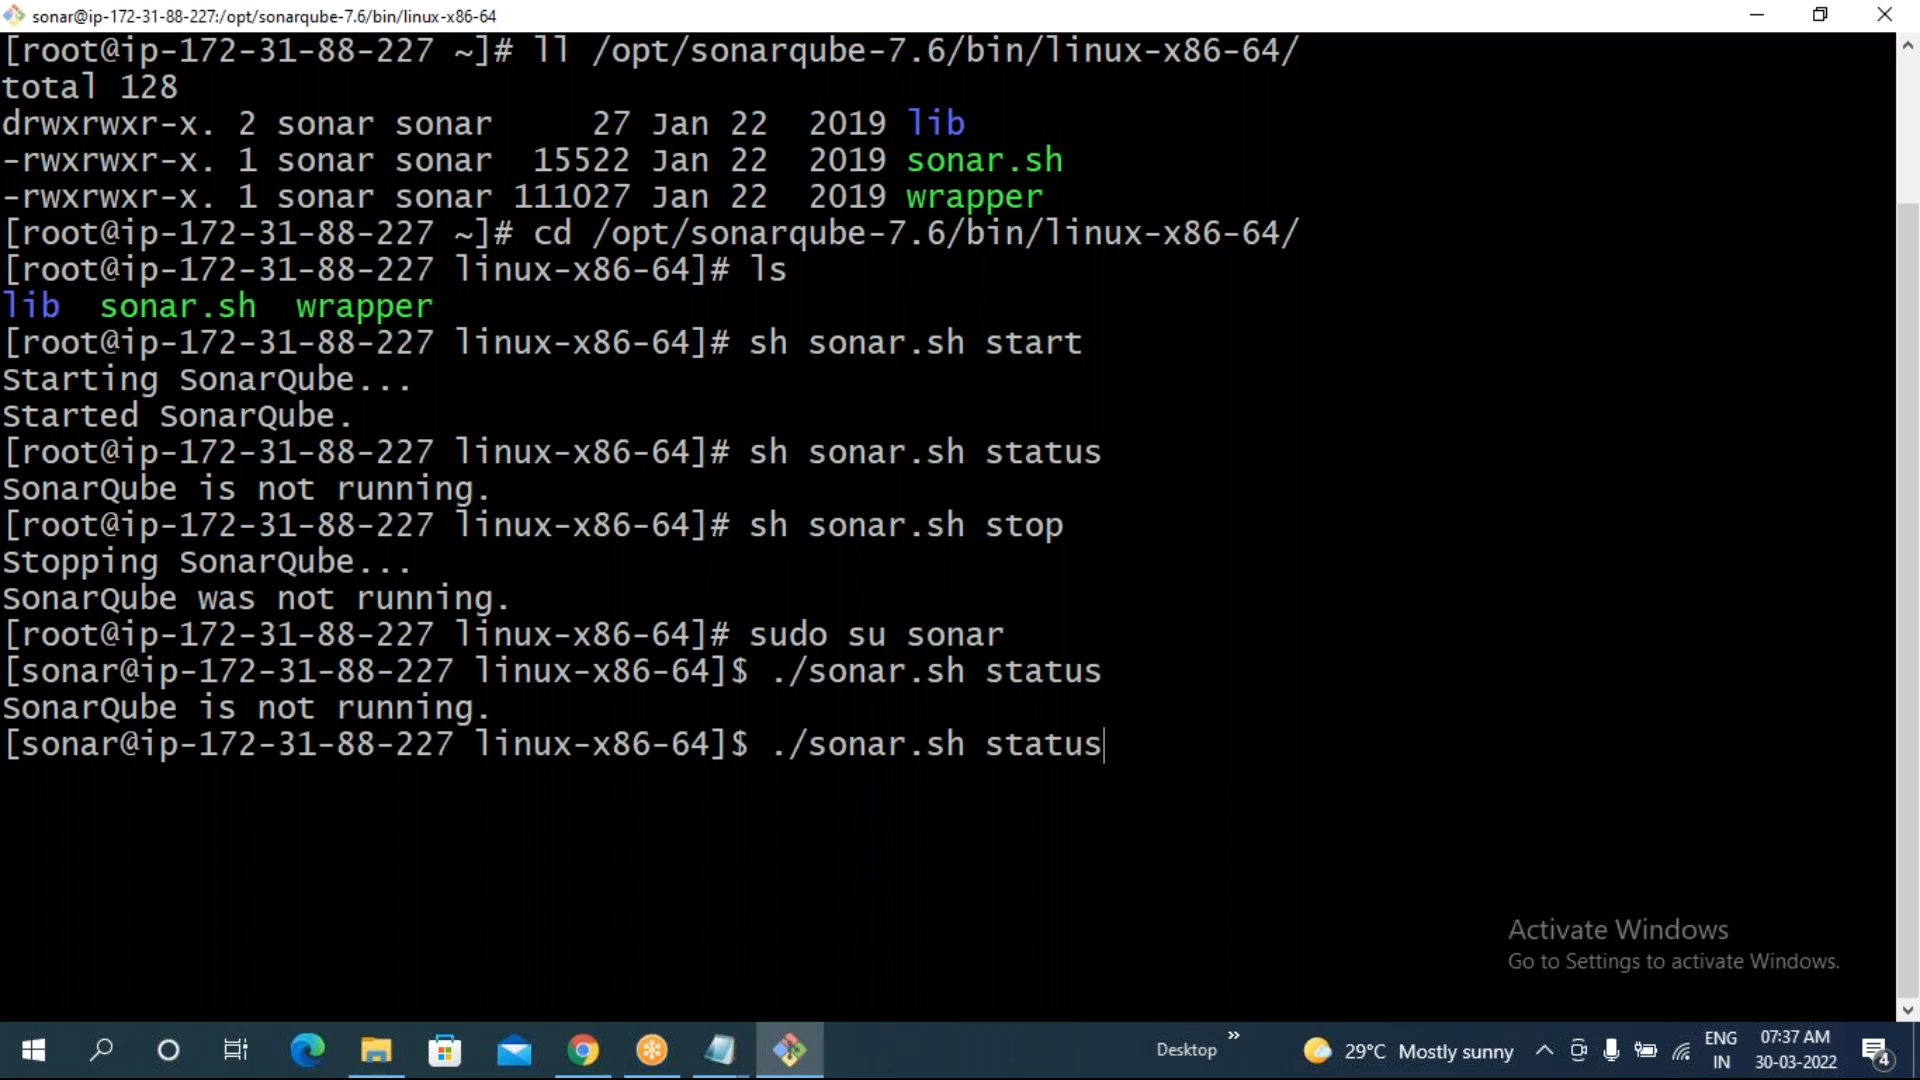 sonar@ip-172-31-88-227:/opt/sonarqube-7.6/bin/linux-x86-64
[root@ip-172-31-88-227 ~]# ll /opt/sonarqube-7.6/bin/linux-x86-64/
total 128
drwxrwxr-x. 2 sonar sonar     27 Jan 22  2019 lib
-rwxrwxr-x. 1 sonar sonar  15522 Jan 22  2019 sonar.sh
-rwxrwxr-x. 1 sonar sonar 111027 Jan 22  2019 wrapper
[root@ip-172-31-88-227 ~]# cd /opt/sonarqube-7.6/bin/linux-x86-64/
[root@ip-172-31-88-227 linux-x86-64]# ls
lib  sonar.sh  wrapper
[root@ip-172-31-88-227 linux-x86-64]# sh sonar.sh start
Starting SonarQube...
Started SonarQube.
[root@ip-172-31-88-227 linux-x86-64]# sh sonar.sh status
SonarQube is not running.
[root@ip-172-31-88-227 linux-x86-64]# sh sonar.sh stop
Stopping SonarQube...
SonarQube was not running.
[root@ip-172-31-88-227 linux-x86-64]# sudo su sonar
[sonar@ip-172-31-88-227 linux-x86-64]$ ./sonar.sh status
SonarQube is not running.
[sonar@ip-172-31-88-227 linux-x86-64]$ ./sonar.sh status
Activate Windows
Go to Settings to activate Windows.
Desktop
29°C Mostly sunny
ENG
IN
07:37 AM
30-03-2022
4